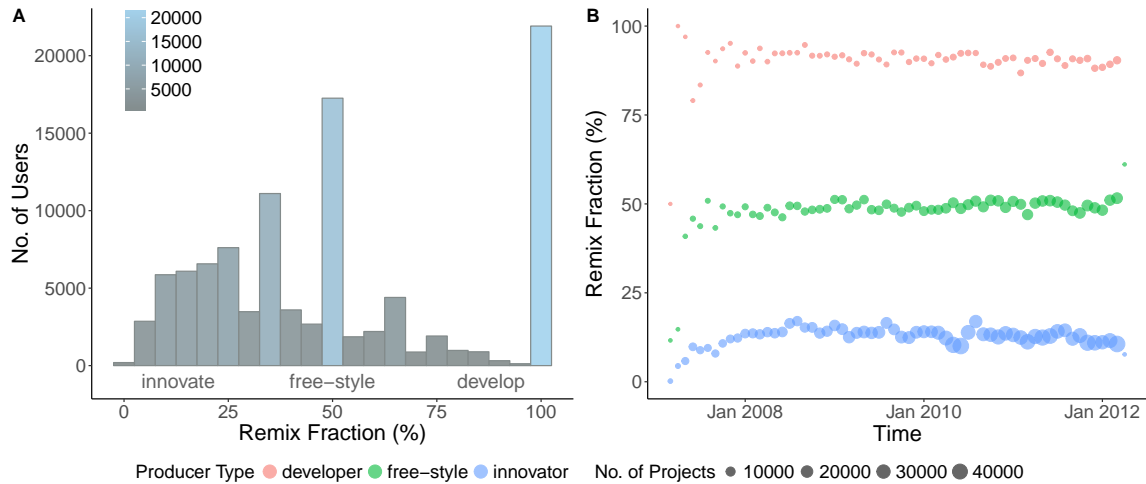 A
20000
15000
10000
5000
No. of Users
20000
15000
10000
5000
0
innovate free−style develop
0 25 50 75 100
Remix Fraction (%)
B
Remix Fraction (%)
100
75
50
25
0
Jan 2008 Jan 2010 Jan 2012
Time
Producer Type developer free−style innovator No. of Projects 10000 20000 30000 40000